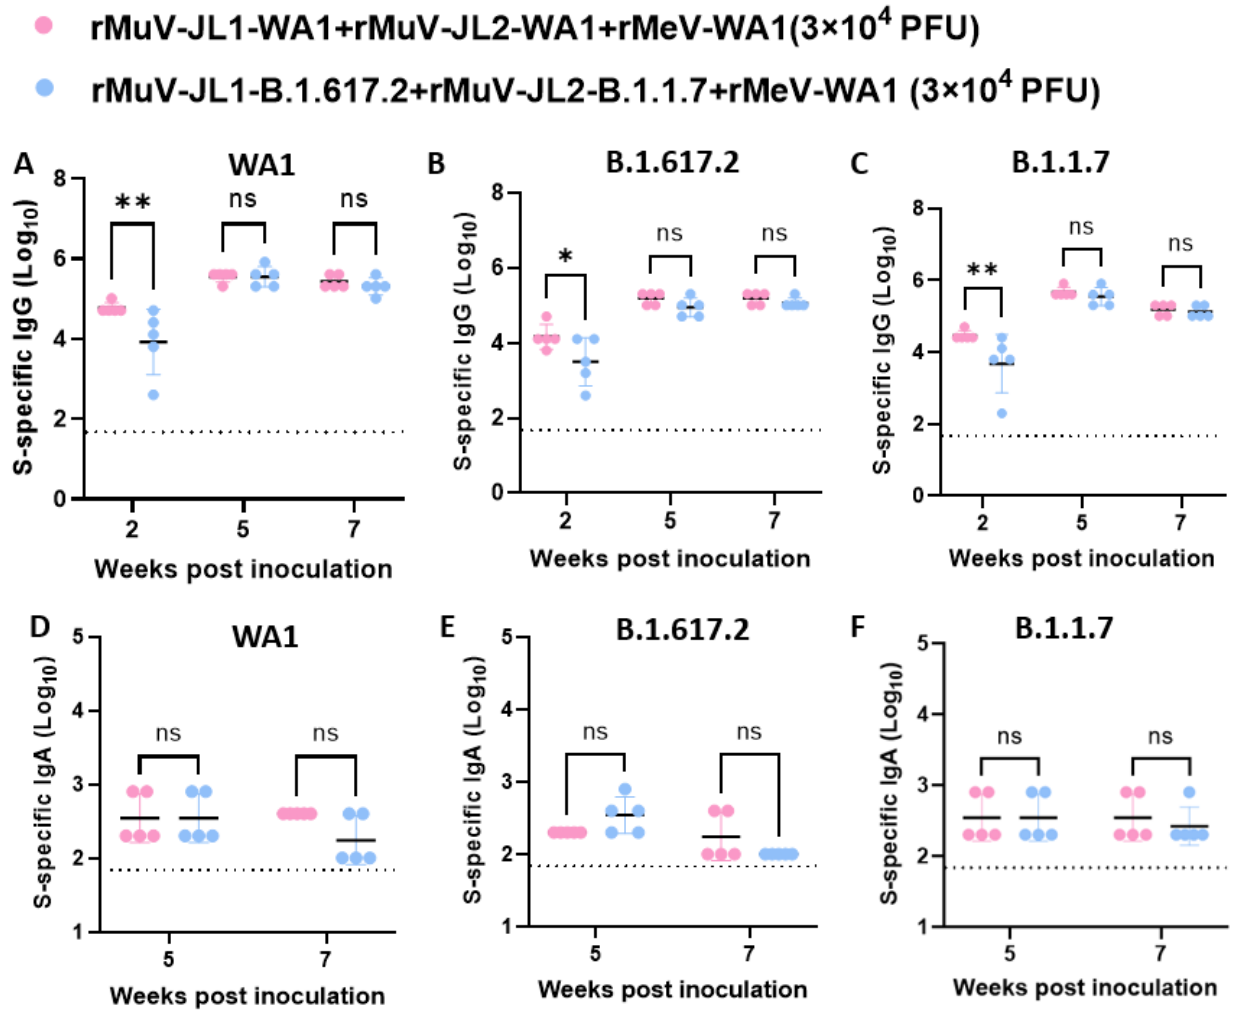 rMuV-JL1-WA1+rMuV-JL2-WA1+rMeV-WA1(3×10⁴ PFU)
rMuV-JL1-B.1.617.2+rMuV-JL2-B.1.1.7+rMeV-WA1 (3×10⁴ PFU)
A
WA1
S-specific IgG (Log₁₀)
8
6
4
2
0
**
ns
ns
2 5 7
Weeks post inoculation
B
B.1.617.2
S-specific IgG (Log₁₀)
8
6
4
2
0
*
ns
ns
2 5 7
Weeks post inoculation
C
B.1.1.7
S-specific IgG (Log₁₀)
8
6
4
2
0
**
ns
ns
2 5 7
Weeks post inoculation
D
WA1
S-specific IgA (Log₁₀)
5
4
3
2
1
ns
ns
5 7
Weeks post inoculation
E
B.1.617.2
S-specific IgA (Log₁₀)
5
4
3
2
1
ns
ns
5 7
Weeks post inoculation
F
B.1.1.7
S-specific IgA (Log₁₀)
5
4
3
2
1
ns
ns
5 7
Weeks post inoculation